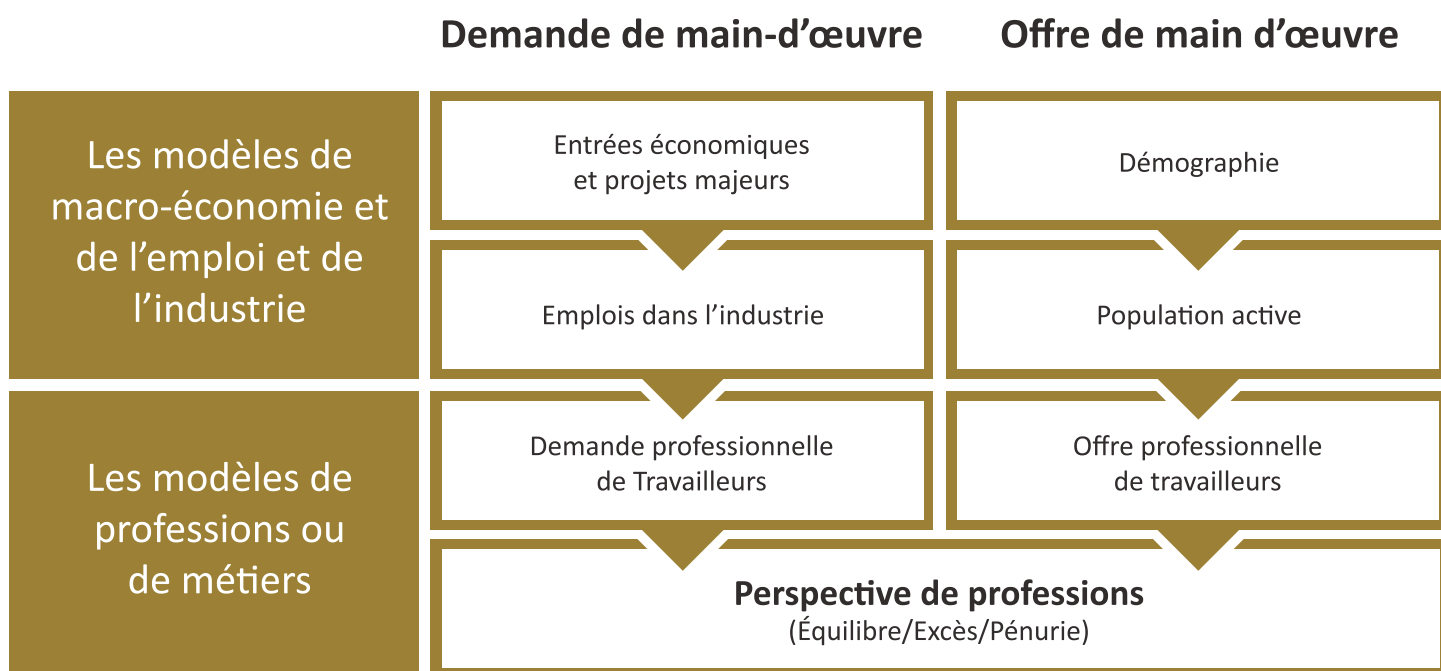 Demande de main-d’œuvre
Offre de main d’œuvre
Les modèles de
macro-économie et
de l’emploi et de
l’industrie
Entrées économiques
et projets majeurs
Démographie
Emplois dans l’industrie
Population active
Les modèles de
professions ou
de métiers
Demande professionnelle
de Travailleurs
Offre professionnelle
de travailleurs
Perspective de professions
(Équilibre/Excès/Pénurie)